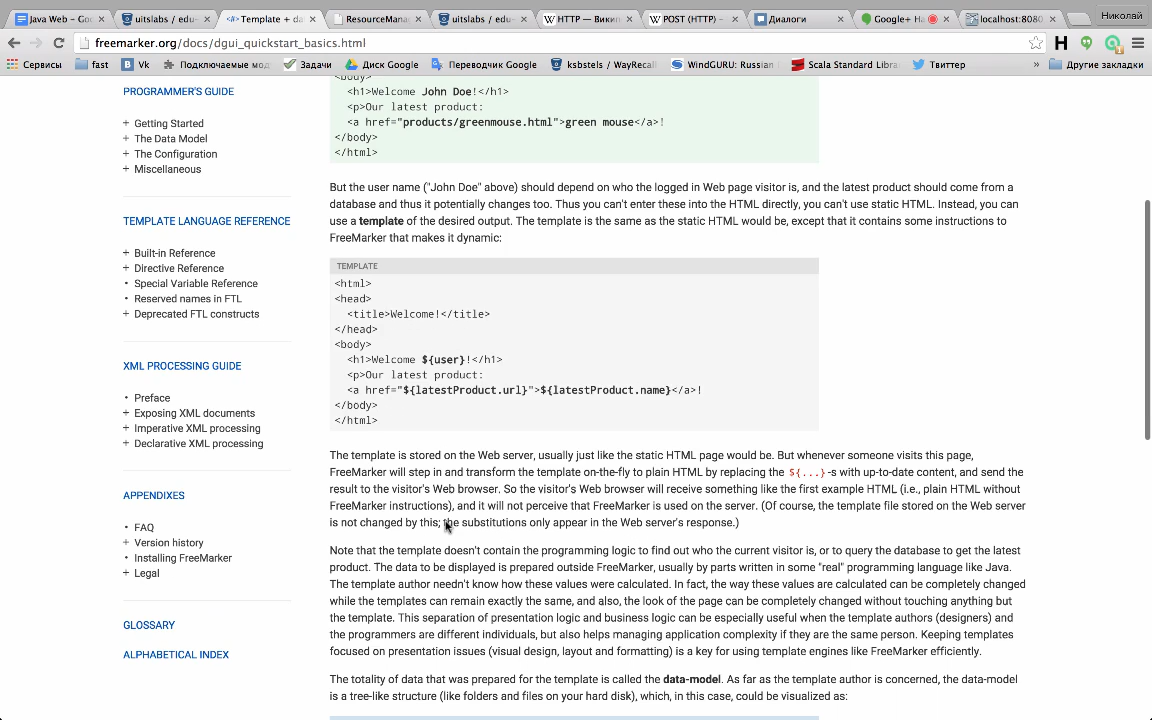 Java Web – Goo
uitslabs / edu-
Template + da
ResourceMana
uitslabs / edu-
HTTP — Викип
POST (HTTP) –
Диалоги
Google+ Ha
localhost:8080
Николай
freemarker.org/docs/dgui_quickstart_basics.html
Сервисы
fast
Vk
Подключаемые мод
Задачи
Диск Google
Переводчик Google
ksbstels / WayRecall
WindGURU: Russian
Scala Standard Libra
Твиттер
»
Другие закладки
PROGRAMMER'S GUIDE
+ Getting Started
+ The Data Model
+ The Configuration
+ Miscellaneous
TEMPLATE LANGUAGE REFERENCE
+ Built-in Reference
+ Directive Reference
• Special Variable Reference
• Reserved names in FTL
+ Deprecated FTL constructs
XML PROCESSING GUIDE
• Preface
+ Exposing XML documents
+ Imperative XML processing
+ Declarative XML processing
APPENDIXES
• FAQ
+ Version history
• Installing FreeMarker
+ Legal
GLOSSARY
ALPHABETICAL INDEX
<body>
<h1>Welcome John Doe!</h1>
<p>Our latest product:
<a href="products/greenmouse.html">green mouse</a>!
</body>
</html>
But the user name ("John Doe" above) should depend on who the logged in Web page visitor is, and the latest product should come from a
database and thus it potentially changes too. Thus you can't enter these into the HTML directly, you can't use static HTML. Instead, you can
use a template of the desired output. The template is the same as the static HTML would be, except that it contains some instructions to
FreeMarker that makes it dynamic:
TEMPLATE
<html>
<head>
<title>Welcome!</title>
</head>
<body>
<h1>Welcome ${user}!</h1>
<p>Our latest product:
<a href="${latestProduct.url}">${latestProduct.name}</a>!
</body>
</html>
The template is stored on the Web server, usually just like the static HTML page would be. But whenever someone visits this page,
FreeMarker will step in and transform the template on-the-fly to plain HTML by replacing the ${...}-s with up-to-date content, and send the
result to the visitor's Web browser. So the visitor's Web browser will receive something like the first example HTML (i.e., plain HTML without
FreeMarker instructions), and it will not perceive that FreeMarker is used on the server. (Of course, the template file stored on the Web server
is not changed by this; the substitutions only appear in the Web server's response.)
Note that the template doesn't contain the programming logic to find out who the current visitor is, or to query the database to get the latest
product. The data to be displayed is prepared outside FreeMarker, usually by parts written in some "real" programming language like Java.
The template author needn't know how these values were calculated. In fact, the way these values are calculated can be completely changed
while the templates can remain exactly the same, and also, the look of the page can be completely changed without touching anything but
the template. This separation of presentation logic and business logic can be especially useful when the template authors (designers) and
the programmers are different individuals, but also helps managing application complexity if they are the same person. Keeping templates
focused on presentation issues (visual design, layout and formatting) is a key for using template engines like FreeMarker efficiently.
The totality of data that was prepared for the template is called the data-model. As far as the template author is concerned, the data-model
is a tree-like structure (like folders and files on your hard disk), which, in this case, could be visualized as: